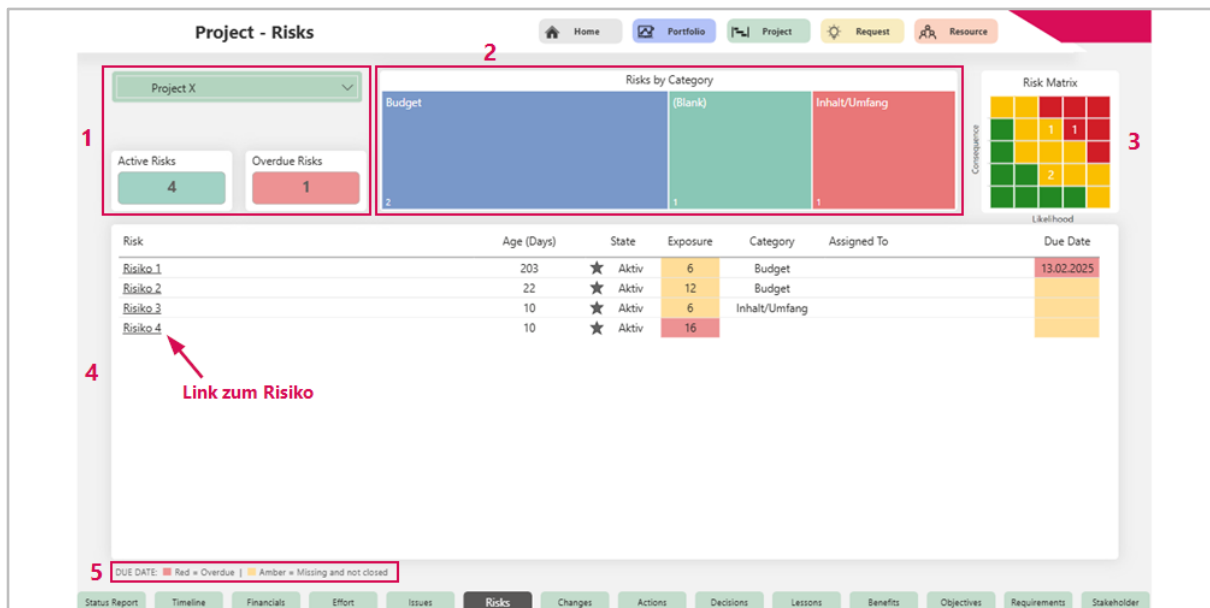 Project - Risks
Home
Portfolio
Project
Request
Resource
1
Project X
Active Risks
4
Overdue Risks
1
2
Risks by Category
Budget
2
(Blank)
1
Inhalt/Umfang
1
Risk Matrix
Consequence
1 1
2
Likelihood
3
4
Risk Age (Days) State Exposure Category Assigned To Due Date
Risiko 1 203 Aktiv 6 Budget 13.02.2025
Risiko 2 22 Aktiv 12 Budget
Risiko 3 10 Aktiv 6 Inhalt/Umfang
Risiko 4 10 Aktiv 16
Link zum Risiko
5
DUE DATE: Red = Overdue | Amber = Missing and not closed
Status Report Timeline Financials Effort Issues Risks Changes Actions Decisions Lessons Benefits Objectives Requirements Stakeholder